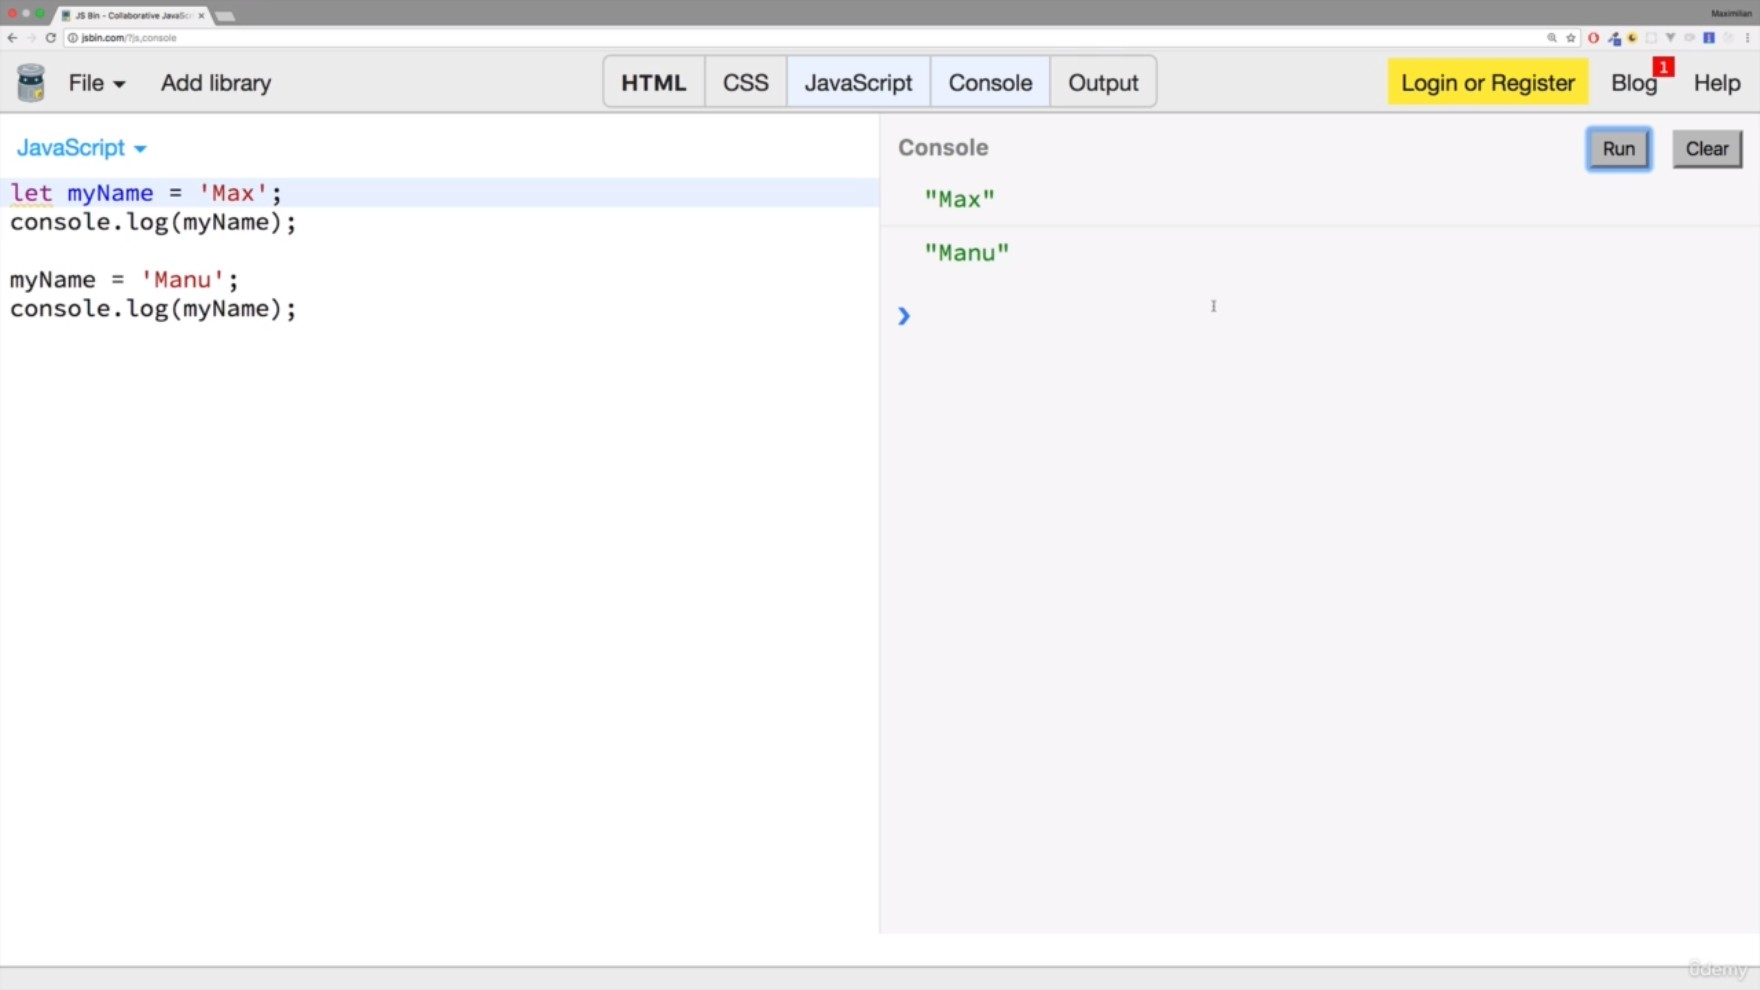 JS Bin - Collaborative JavaSc
Maximilian
jsbin.com/?js,console
File
Add library
HTML
CSS
JavaScript
Console
Output
Login or Register
Blog
1
Help
JavaScript
let myName = 'Max';
console.log(myName);
myName = 'Manu';
console.log(myName);
Console
Run
Clear
"Max"
"Manu"
ûdemy